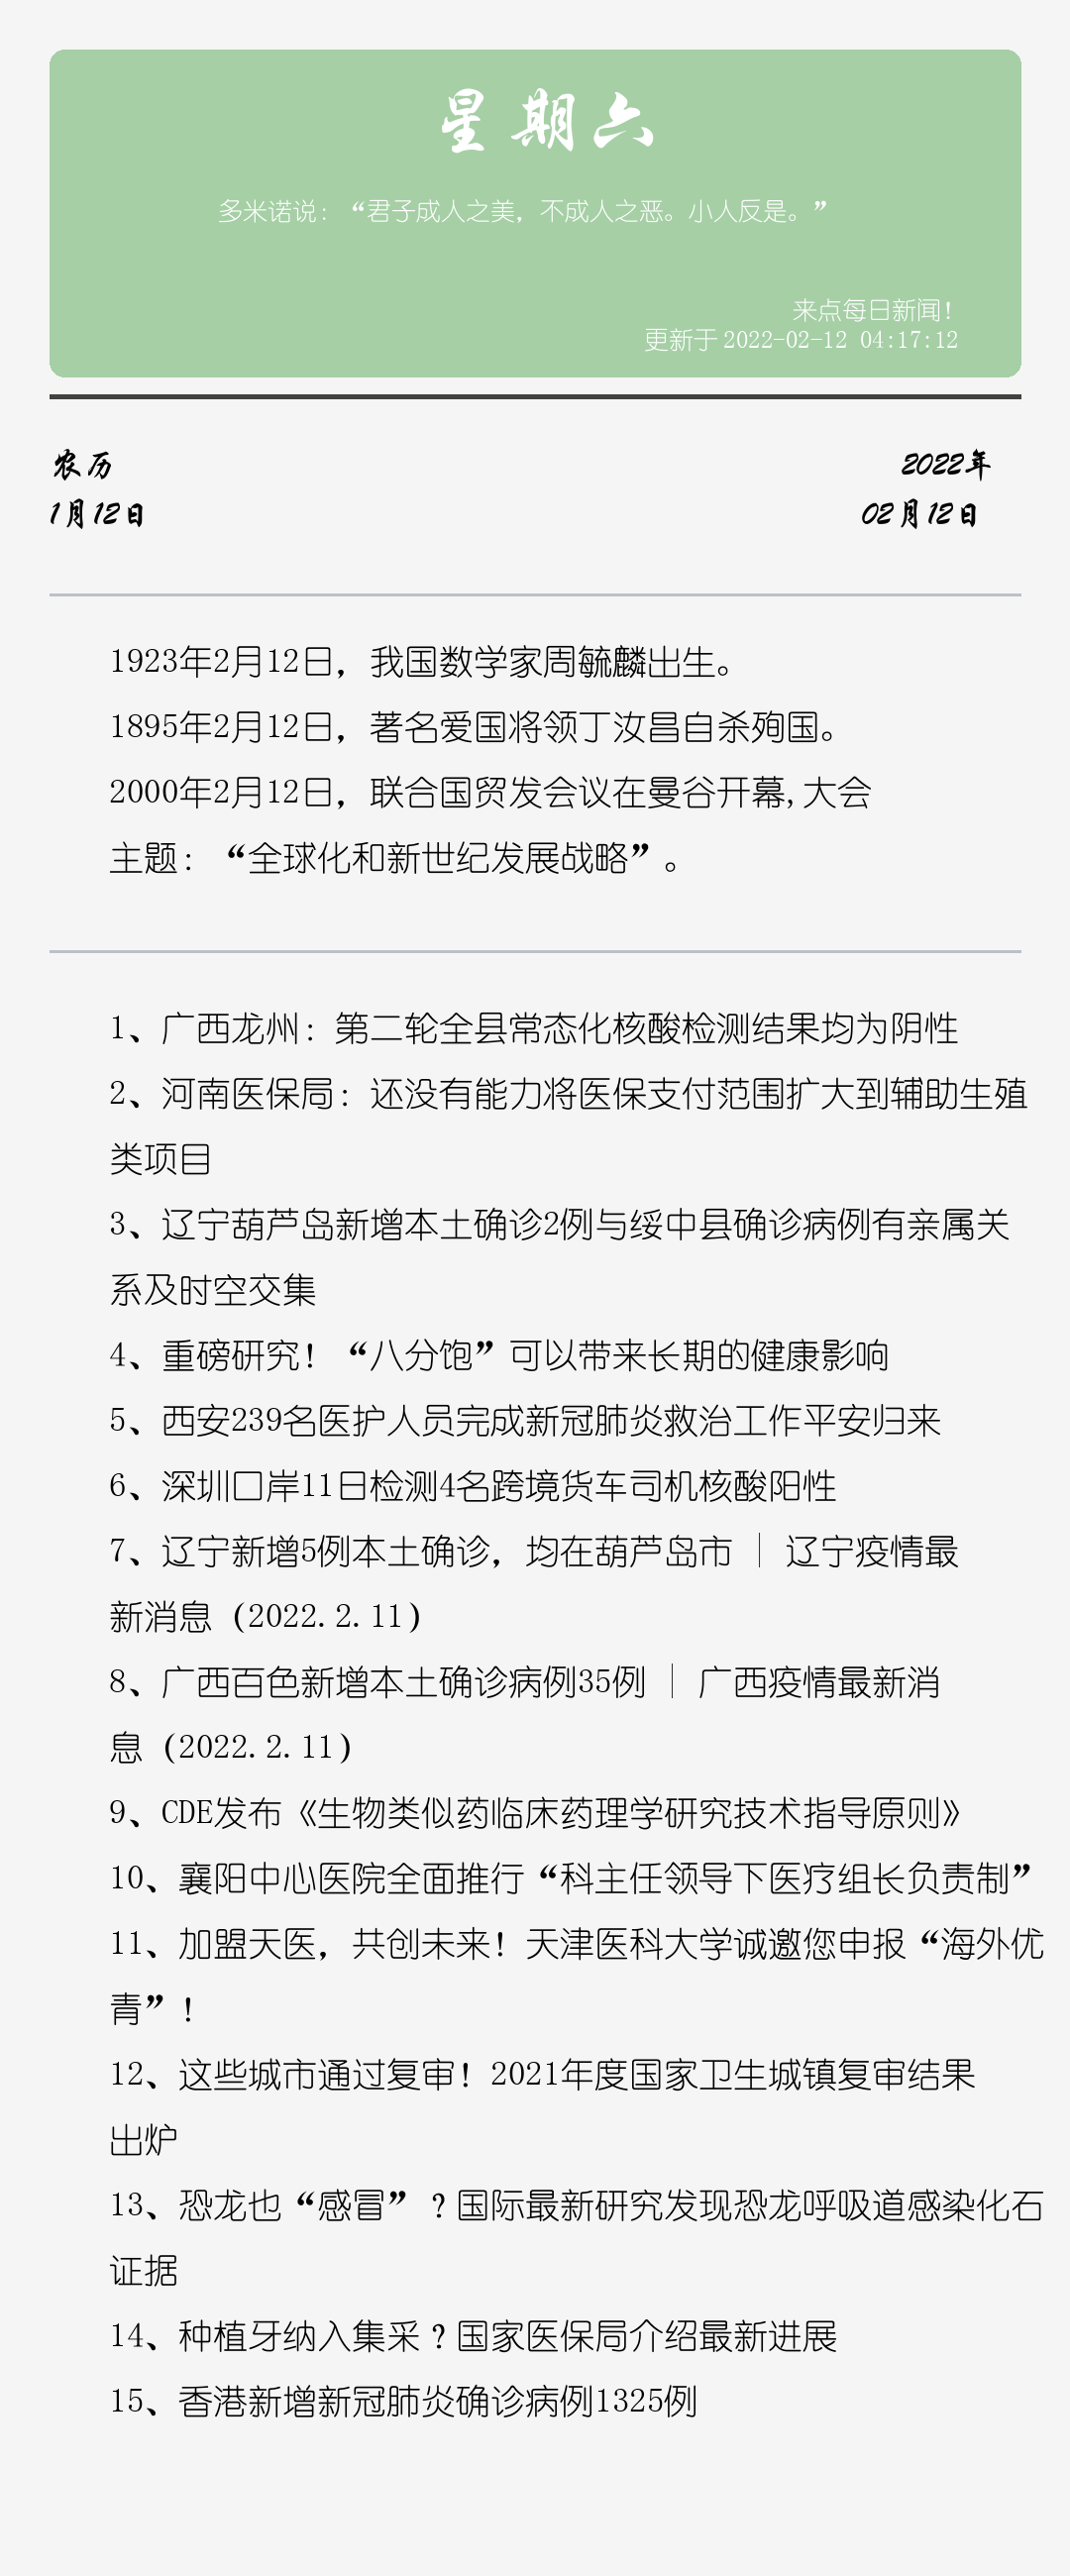 星期六
多米诺说：“君子成人之美，不成人之恶。小人反是。”
来点每日新闻！
更新于 2022-02-12 04:17:12
农历
1月12日
2022年
02月12日
1923年2月12日，我国数学家周毓麟出生。
1895年2月12日，著名爱国将领丁汝昌自杀殉国。
2000年2月12日，联合国贸发会议在曼谷开幕,大会
主题：“全球化和新世纪发展战略”。
1、广西龙州：第二轮全县常态化核酸检测结果均为阴性
2、河南医保局：还没有能力将医保支付范围扩大到辅助生殖
类项目
3、辽宁葫芦岛新增本土确诊2例与绥中县确诊病例有亲属关
系及时空交集
4、重磅研究！“八分饱”可以带来长期的健康影响
5、西安239名医护人员完成新冠肺炎救治工作平安归来
6、深圳口岸11日检测4名跨境货车司机核酸阳性
7、辽宁新增5例本土确诊，均在葫芦岛市｜辽宁疫情最
新消息（2022.2.11）
8、广西百色新增本土确诊病例35例｜广西疫情最新消
息（2022.2.11）
9、CDE发布《生物类似药临床药理学研究技术指导原则》
10、襄阳中心医院全面推行“科主任领导下医疗组长负责制”
11、加盟天医，共创未来！天津医科大学诚邀您申报“海外优
青”！
12、这些城市通过复审！2021年度国家卫生城镇复审结果
出炉
13、恐龙也“感冒”？国际最新研究发现恐龙呼吸道感染化石
证据
14、种植牙纳入集采？国家医保局介绍最新进展
15、香港新增新冠肺炎确诊病例1325例